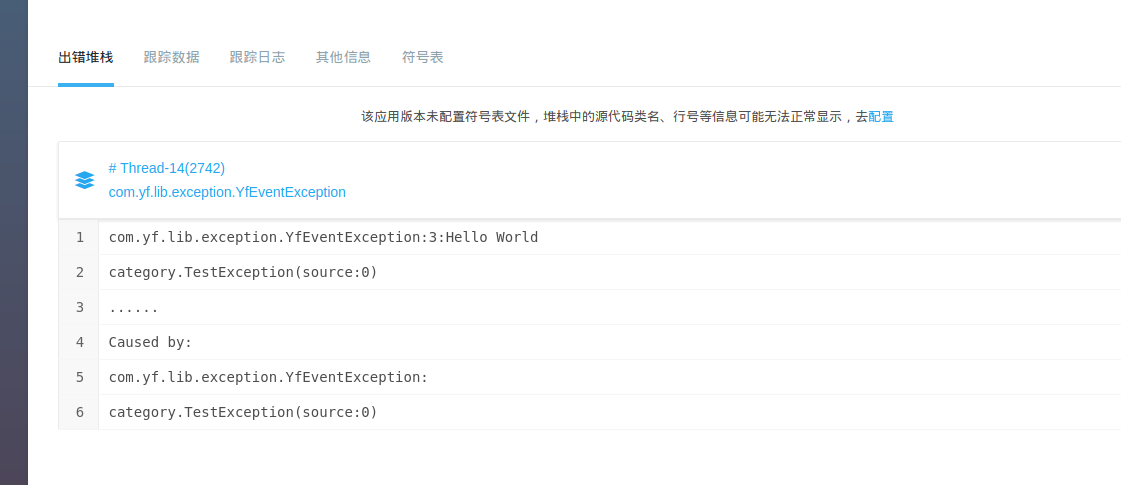 出错堆栈 跟踪数据 跟踪日志 其他信息 符号表
该应用版本未配置符号表文件，堆栈中的源代码类名、行号等信息可能无法正常显示，去配置
# Thread-14(2742)
com.yf.lib.exception.YfEventException
1 com.yf.lib.exception.YfEventException:3:Hello World
2 category.TestException(source:0)
3 ......
4 Caused by:
5 com.yf.lib.exception.YfEventException:
6 category.TestException(source:0)